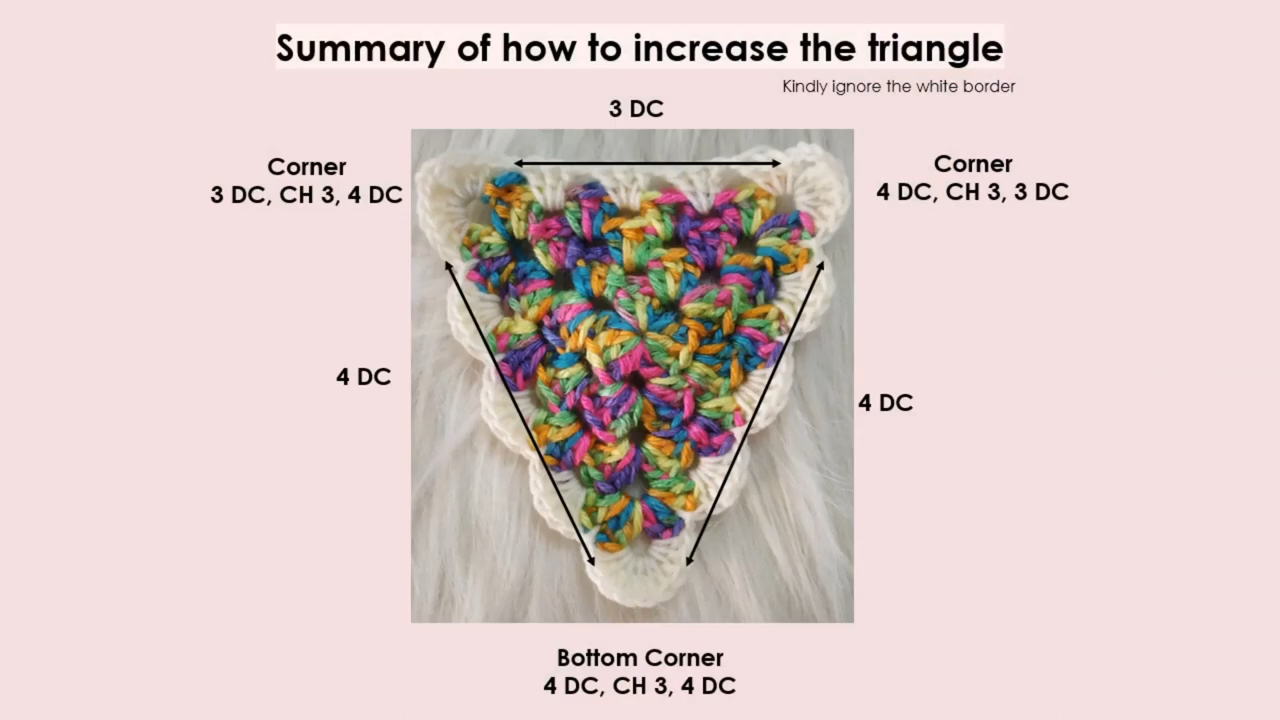 Summary of how to increase the triangle
Kindly ignore the white border
3 DC
Corner
3 DC, CH 3, 4 DC
Corner
4 DC, CH 3, 3 DC
4 DC
4 DC
Bottom Corner
4 DC, CH 3, 4 DC